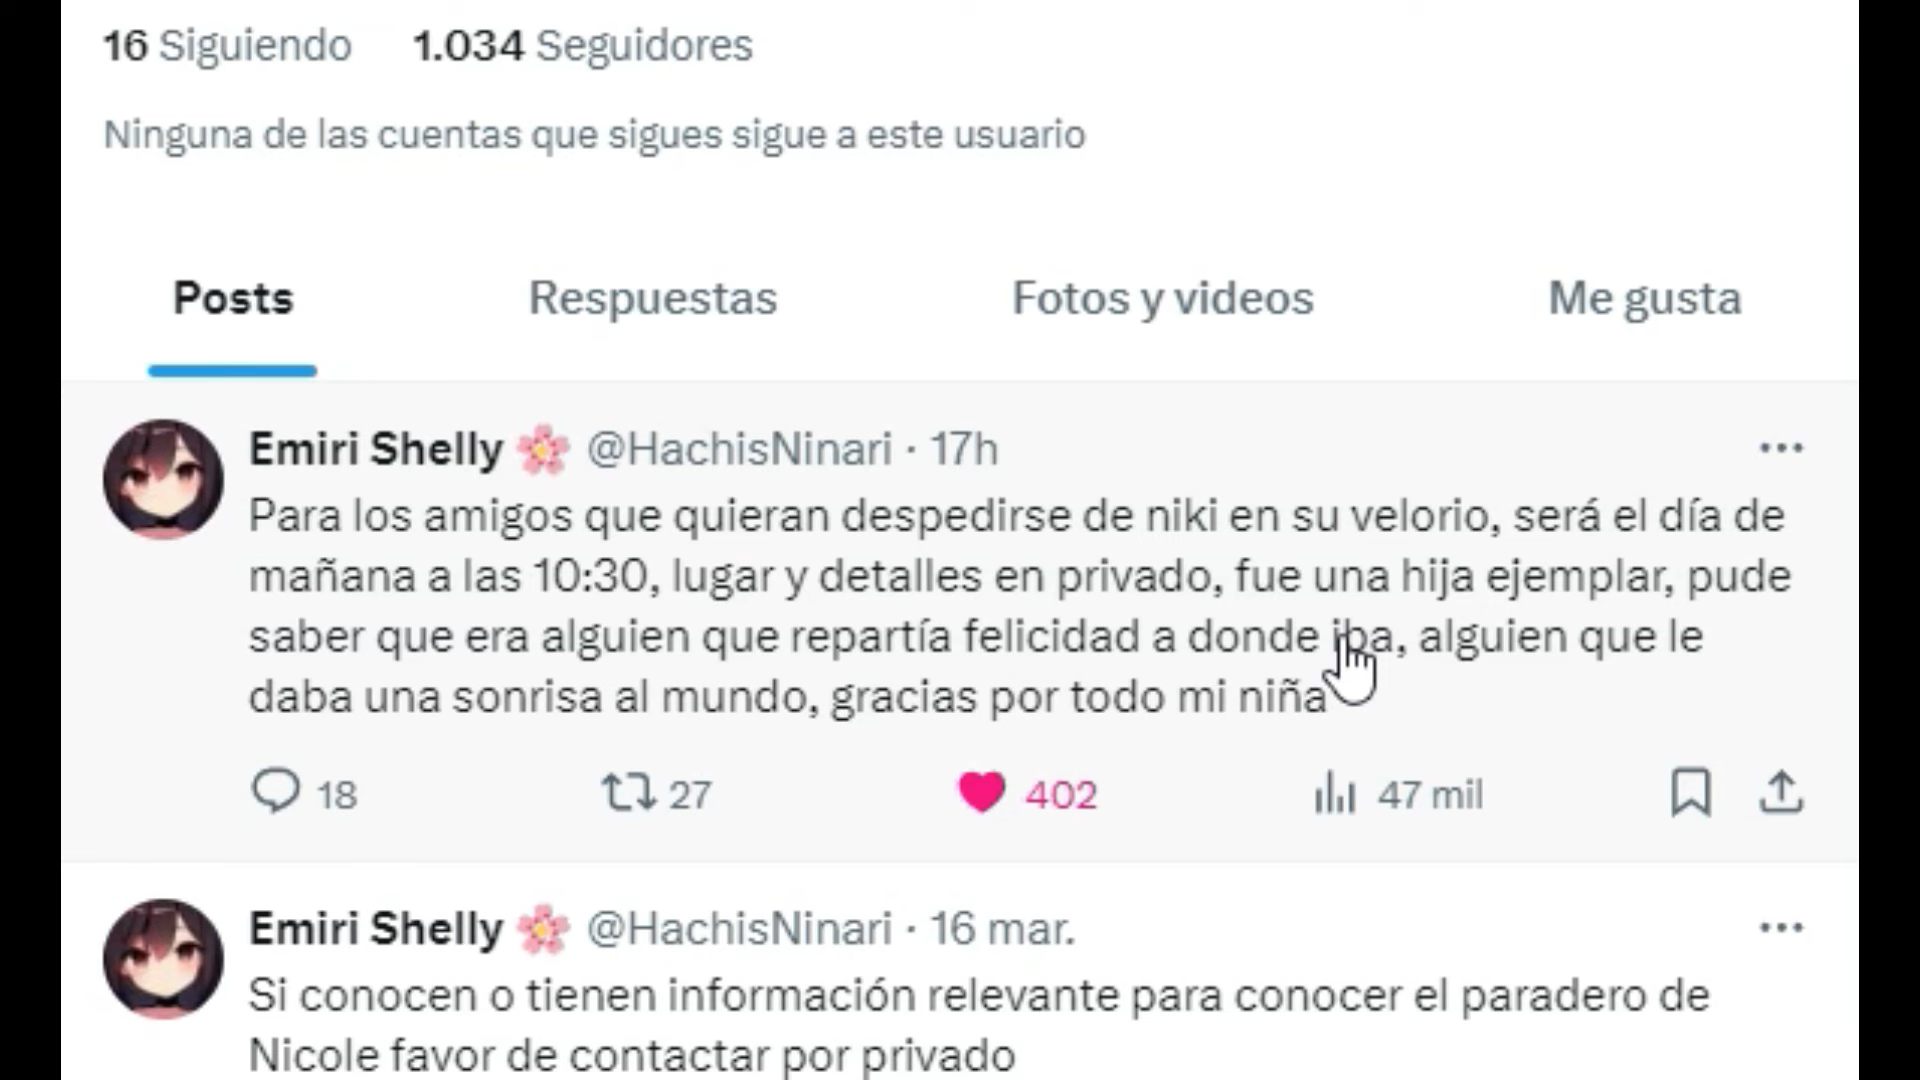 16 Siguiendo 1.034 Seguidores
Ninguna de las cuentas que sigues sigue a este usuario
Posts Respuestas Fotos y videos Me gusta
Emiri Shelly 🌸 @HachisNinari · 17h
Para los amigos que quieran despedirse de niki en su velorio, será el día de
mañana a las 10:30, lugar y detalles en privado, fue una hija ejemplar, pude
saber que era alguien que repartía felicidad a donde iba, alguien que le
daba una sonrisa al mundo, gracias por todo mi niña
18 27 402 47 mil
Emiri Shelly 🌸 @HachisNinari · 16 mar.
Si conocen o tienen información relevante para conocer el paradero de
Nicole favor de contactar por privado